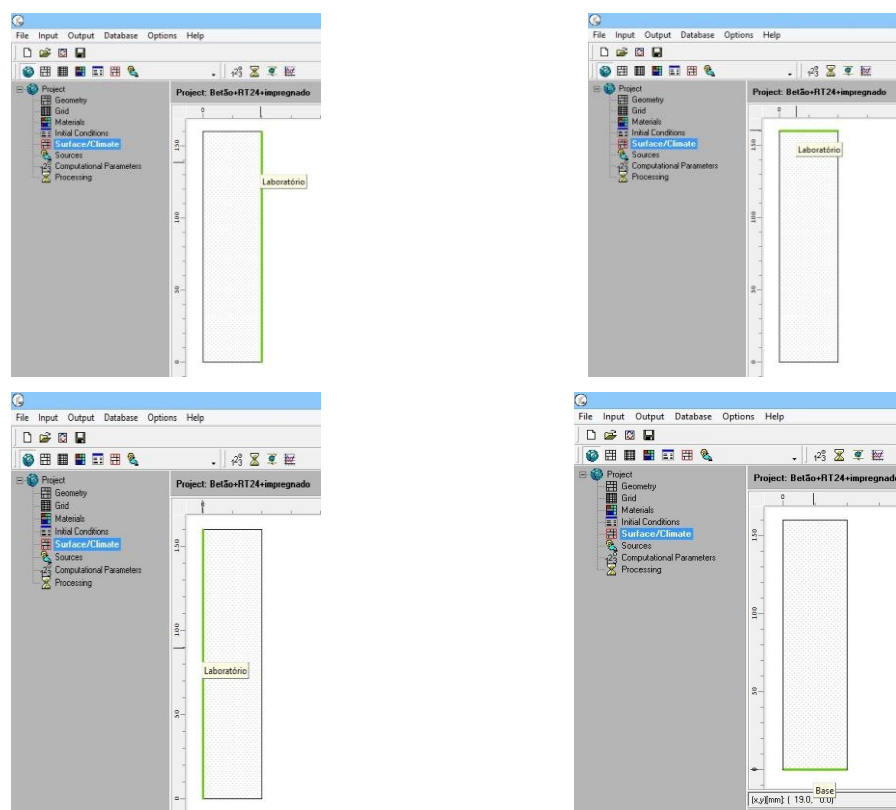 File Input Output Database Options Help
Project
Geometry
Grid
Materials
Initial Conditions
Surface/Climate
Sources
Computational Parameters
Processing
Project: Betão+RT24+impregnado
0
150
100
50
0
Laboratório
File Input Output Database Options Help
Project
Geometry
Grid
Materials
Initial Conditions
Surface/Climate
Sources
Computational Parameters
Processing
Project: Betão+RT24+impregnado
0
150
100
50
0
Laboratório
File Input Output Database Options Help
Project
Geometry
Grid
Materials
Initial Conditions
Surface/Climate
Sources
Computational Parameters
Processing
Project: Betão+RT24+impregnado
0
150
100
50
0
Laboratório
File Input Output Database Options Help
Project
Geometry
Grid
Materials
Initial Conditions
Surface/Climate
Sources
Computational Parameters
Processing
Project: Betão+RT24+impregnado
0
150
100
50
Base
(x,y)[mm]: ( 19.0,